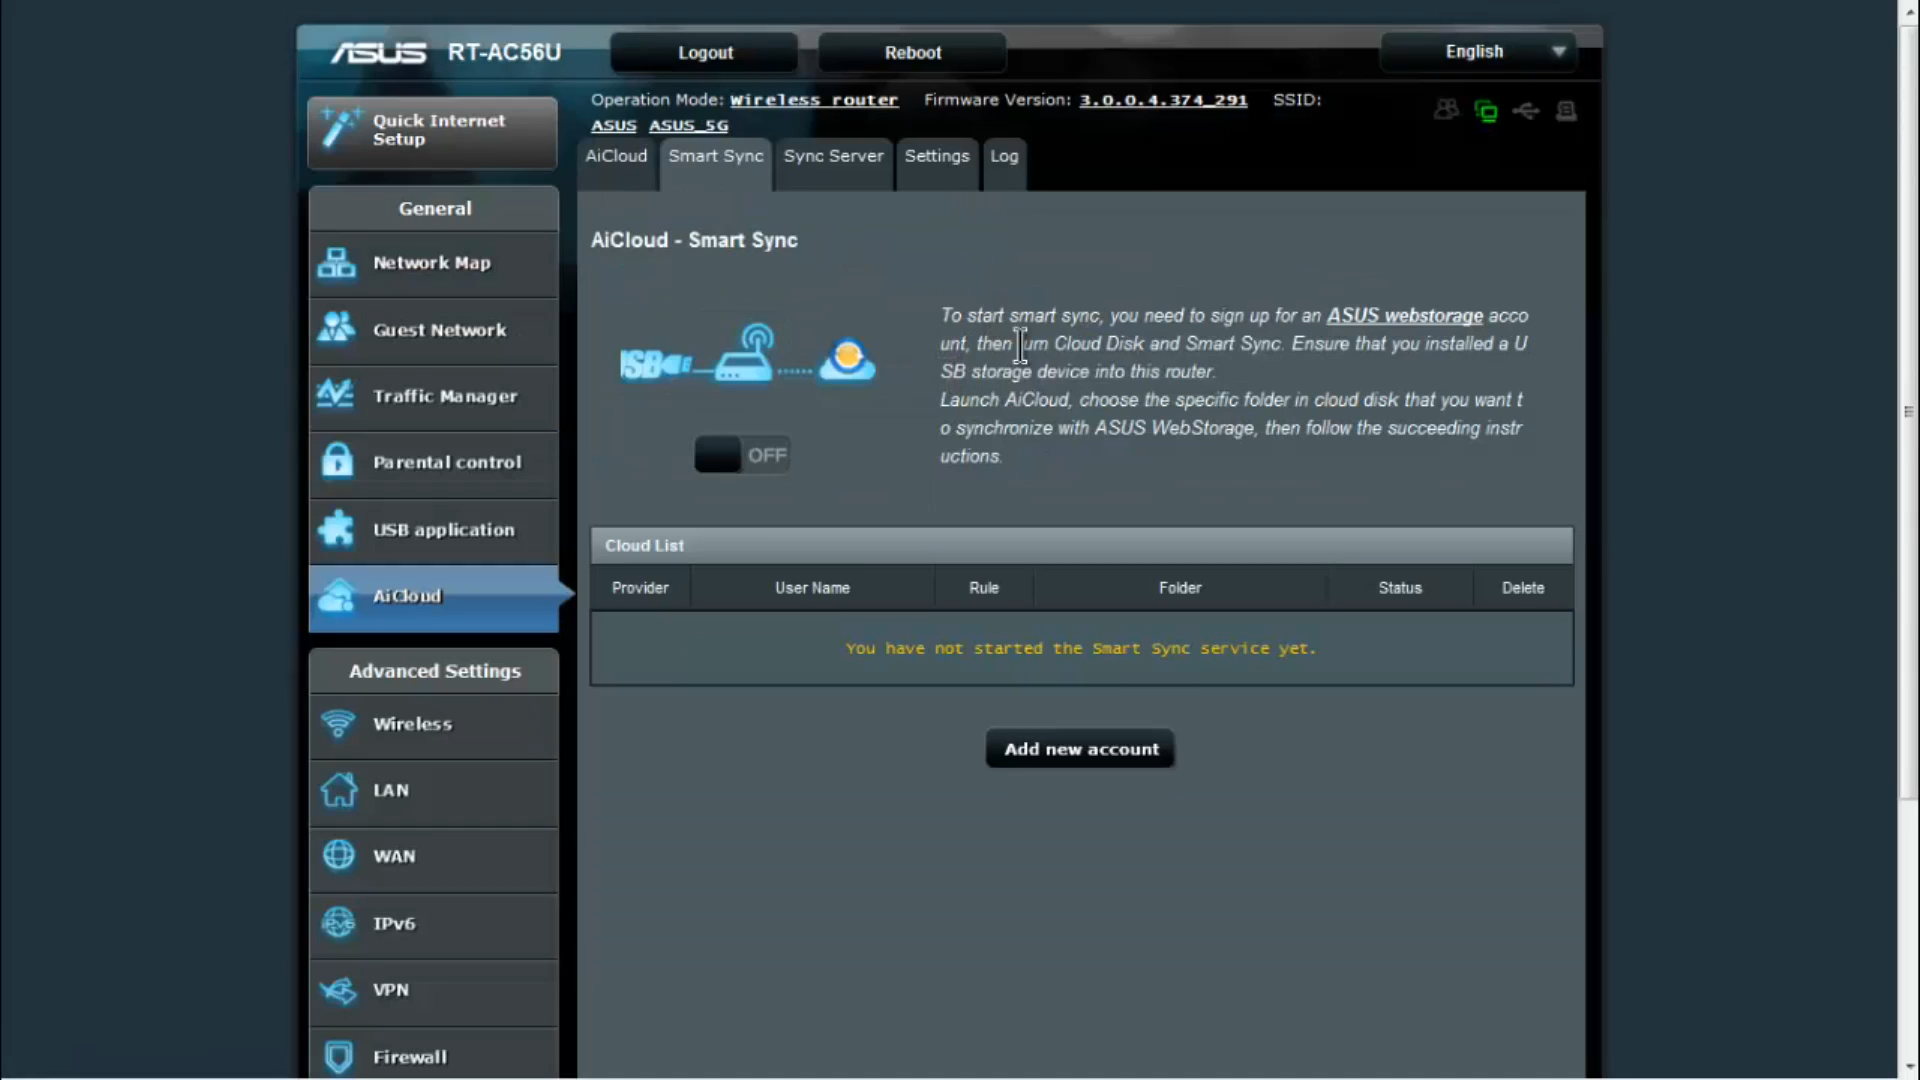 ASUS RT-AC56U
Logout
Reboot
English
Quick Internet
Setup
Operation Mode: Wireless router Firmware Version: 3.0.0.4.374_291 SSID:
ASUS ASUS_5G
AiCloud
Smart Sync
Sync Server
Settings
Log
General
Network Map
Guest Network
Traffic Manager
Parental control
USB application
AiCloud
Advanced Settings
Wireless
LAN
WAN
IPv6
VPN
Firewall
AiCloud - Smart Sync
To start smart sync, you need to sign up for an ASUS webstorage acco
unt, then turn Cloud Disk and Smart Sync. Ensure that you installed a U
SB storage device into this router.
Launch AiCloud, choose the specific folder in cloud disk that you want t
o synchronize with ASUS WebStorage, then follow the succeeding instr
uctions.
USB
OFF
Cloud List
Provider User Name Rule Folder Status Delete
You have not started the Smart Sync service yet.
Add new account